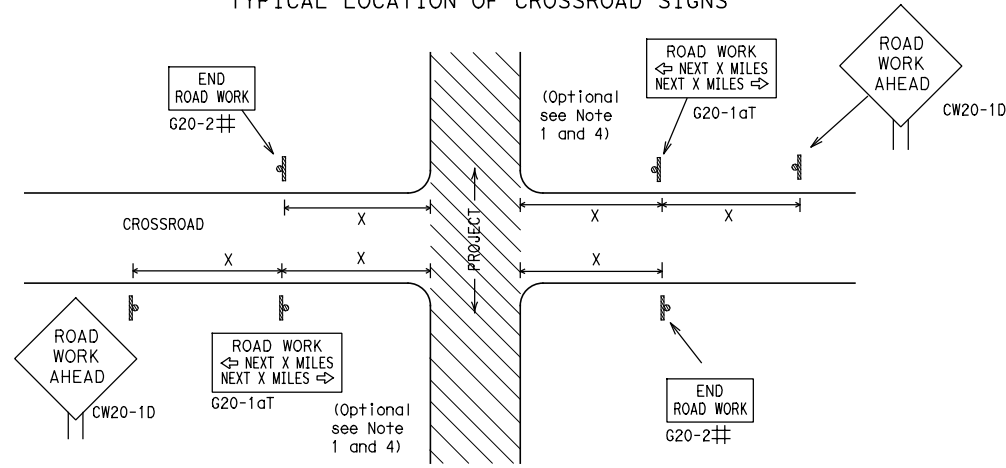 TYPICAL LOCATION OF CROSSROAD SIGNS
END
ROAD WORK
G20-2#
ROAD WORK
⇦ NEXT X MILES
NEXT X MILES ⇨
G20-1aT
(Optional
see Note
1 and 4)
ROAD
WORK
AHEAD
CW20-1D
X
X
X
CROSSROAD
PROJECT
X
X
X
ROAD
WORK
AHEAD
CW20-1D
ROAD WORK
⇦ NEXT X MILES
NEXT X MILES ⇨
G20-1aT
(Optional
see Note
1 and 4)
END
ROAD WORK
G20-2#